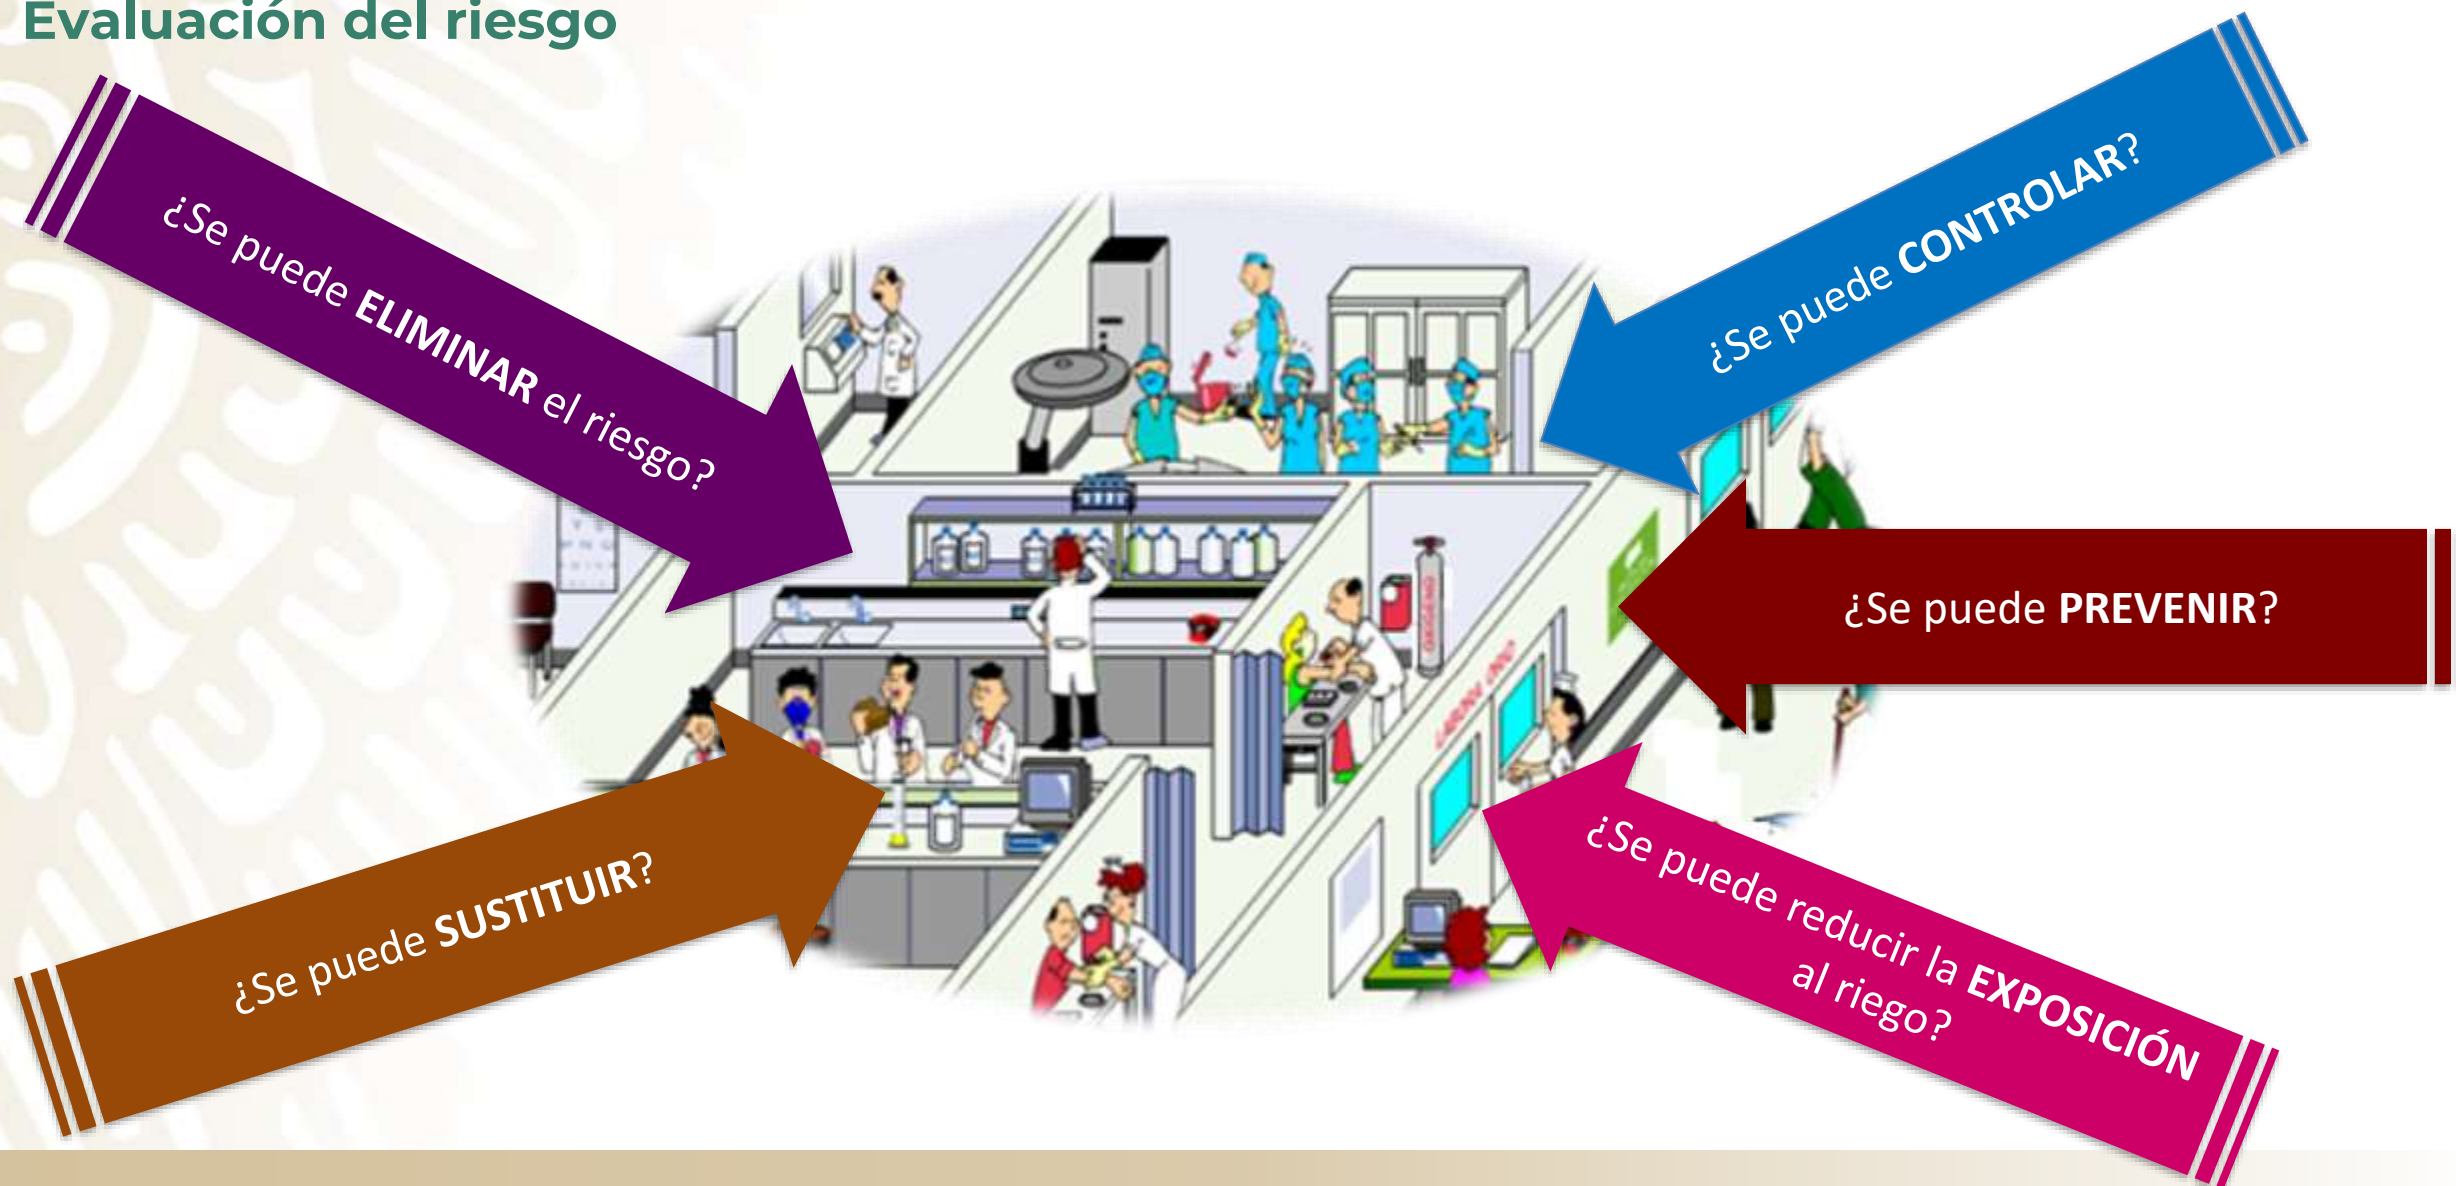 Evaluación del riesgo
¿Se puede ELIMINAR el riesgo?
¿Se puede CONTROLAR?
¿Se puede PREVENIR?
¿Se puede SUSTITUIR?
¿Se puede reducir la EXPOSICIÓN
al riego?
OXIGENO